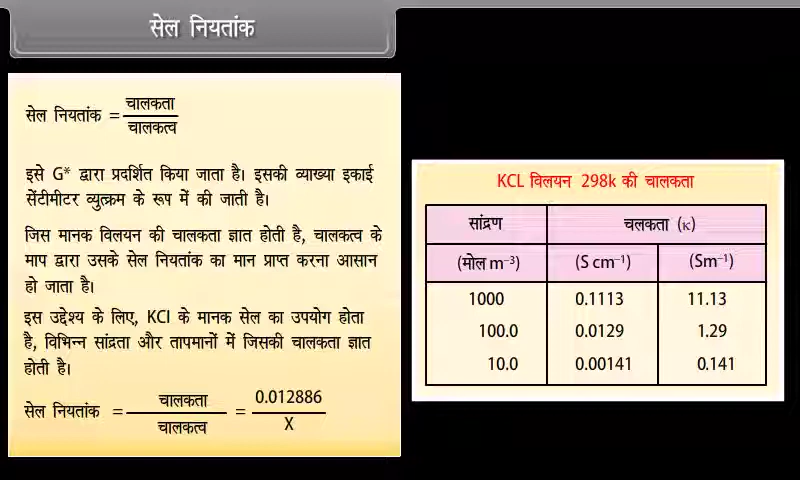 सेल नियतांक
सेल नियतांक = चालकता / चालकत्व
इसे G* द्वारा प्रदर्शित किया जाता है। इसकी व्याख्या इकाई
सेंटीमीटर व्युत्क्रम के रूप में की जाती है।
जिस मानक विलयन की चालकता ज्ञात होती है, चालकत्व के
माप द्वारा उसके सेल नियतांक का मान प्राप्त करना आसान
हो जाता है।
इस उद्देश्य के लिए, KCl के मानक सेल का उपयोग होता
है, विभिन्न सांद्रता और तापमानों में जिसकी चालकता ज्ञात
होती है।
सेल नियतांक = चालकता / चालकत्व = 0.012886 / X
KCL विलयन 298k की चालकता
सांद्रण चलकता (κ)
(मोल m⁻³) (S cm⁻¹) (Sm⁻¹)
1000 0.1113 11.13
100.0 0.0129 1.29
10.0 0.00141 0.141